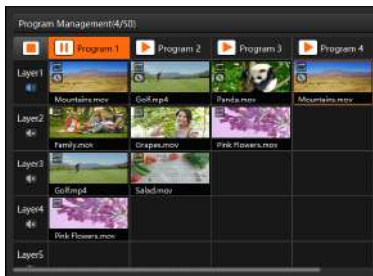 Program Management(4/50)
Program 1 Program 2 Program 3 Program 4
Layer1
Mountains.mov Golf.mp4 Panda.mov Mountains.mov
Layer2
Family.mov Grapes.mov Pink Flowers.mov
Layer3
Golf.mp4 Salad.mov
Layer4
Pink Flowers.mov
Layer5